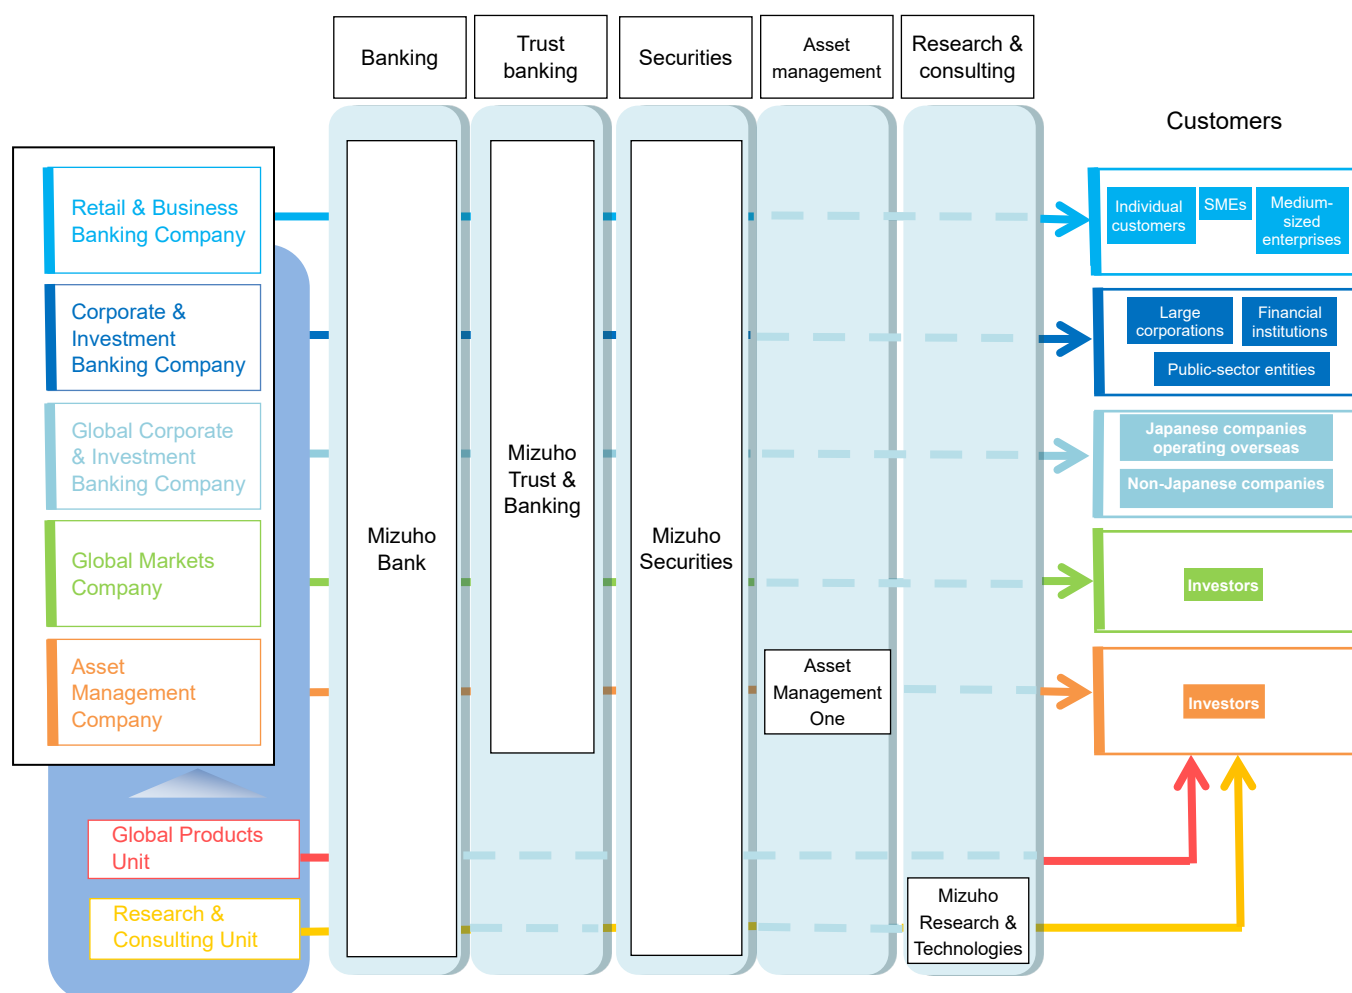 Banking
Trust
banking
Securities
Asset
management
Research &
consulting
Customers
Retail & Business
Banking Company
Individual
customers
SMEs
Medium-
sized
enterprises
Corporate &
Investment
Banking Company
Large
corporations
Financial
institutions
Public-sector entities
Global Corporate
& Investment
Banking Company
Japanese companies
operating overseas
Non-Japanese companies
Mizuho
Bank
Mizuho
Trust &
Banking
Mizuho
Securities
Global Markets
Company
Investors
Asset
Management
Company
Asset
Management
One
Investors
Global Products
Unit
Research &
Consulting Unit
Mizuho
Research &
Technologies